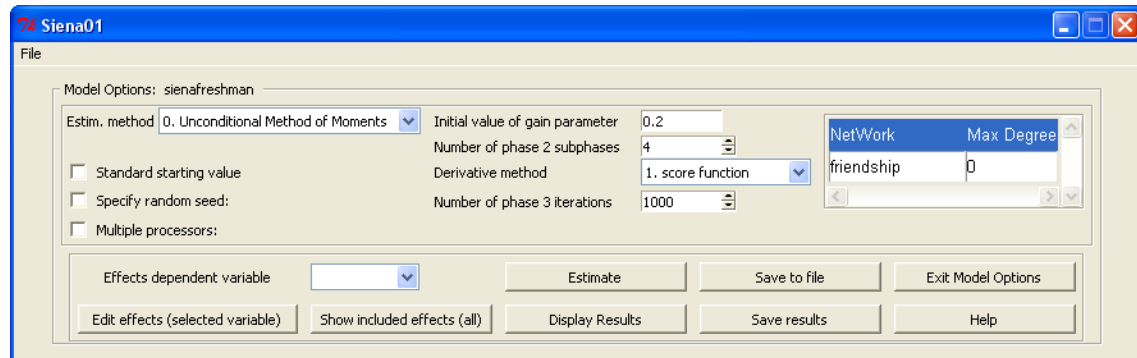 Siena01
File
Model Options: sienafreshman
Estim. method 0. Unconditional Method of Moments
Initial value of gain parameter 0.2
Number of phase 2 subphases 4
Standard starting value
Derivative method 1. score function
Specify random seed:
Number of phase 3 iterations 1000
Multiple processors:
NetWork Max Degree
friendship 0
Effects dependent variable
Estimate
Save to file
Exit Model Options
Edit effects (selected variable)
Show included effects (all)
Display Results
Save results
Help